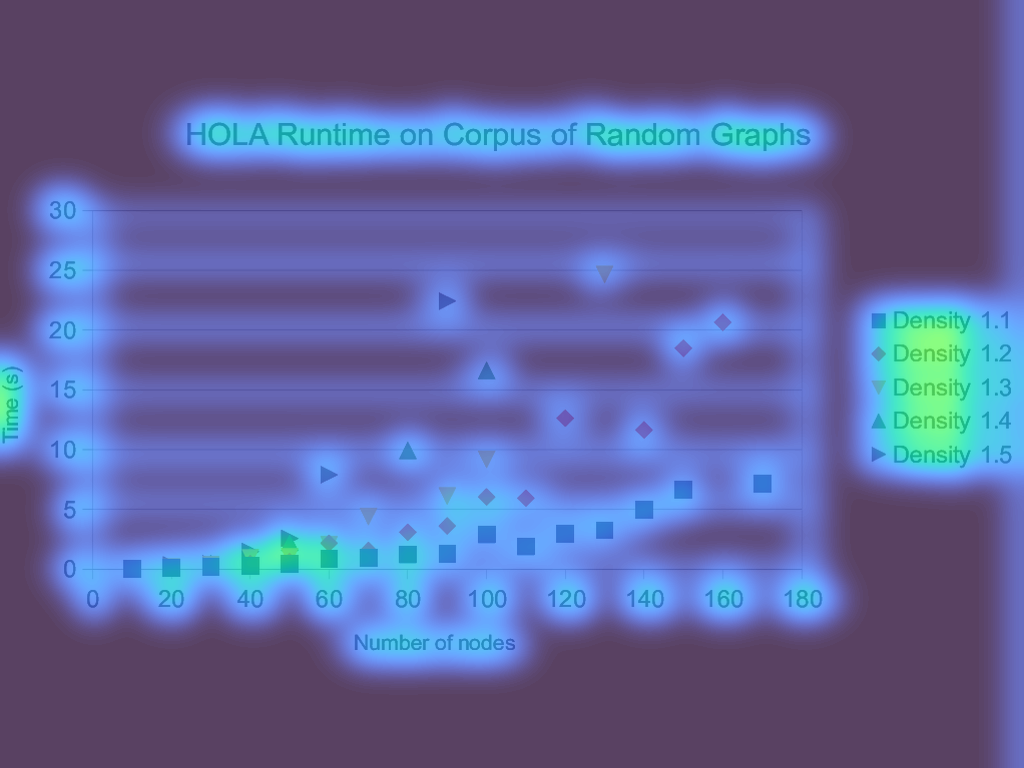 HOLA Runtime on Corpus of Random Graphs
30
25
20
15
10
5
0
Time (s)
0 20 40 60 80 100 120 140 160 180
Number of nodes
Density 1.1
Density 1.2
Density 1.3
Density 1.4
Density 1.5